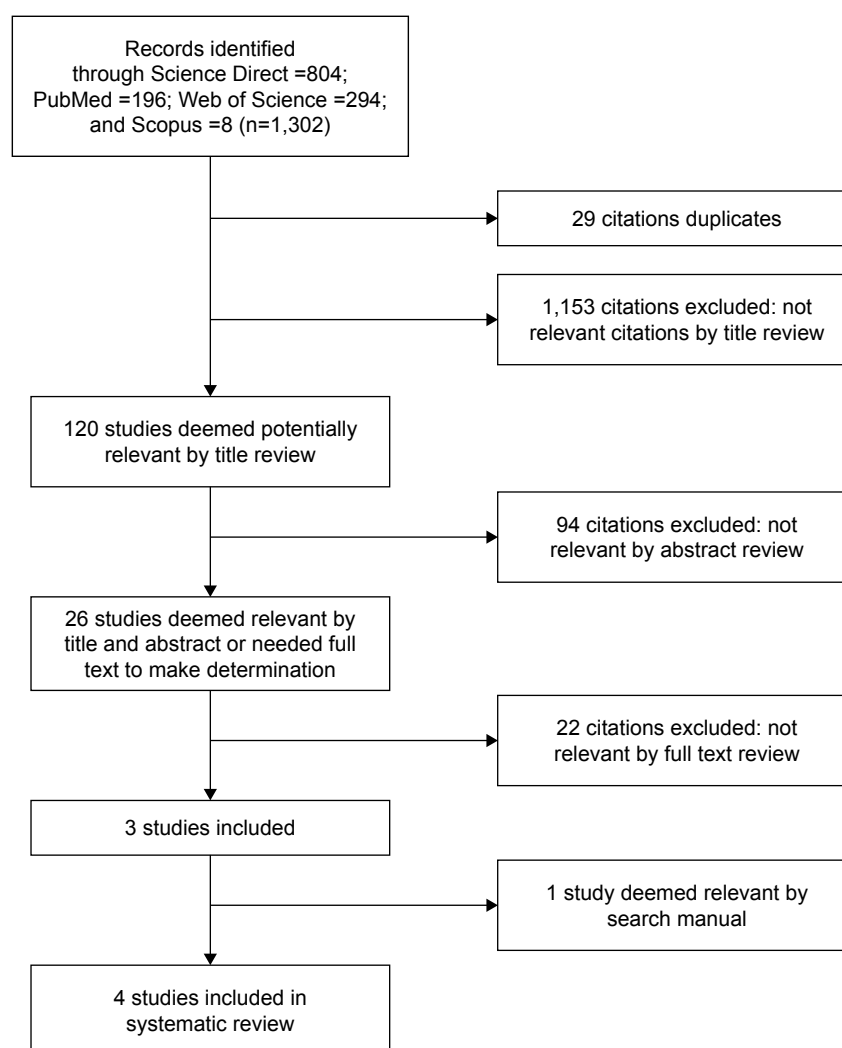 Records identified
through Science Direct =804;
PubMed =196; Web of Science =294;
and Scopus =8 (n=1,302)
29 citations duplicates
1,153 citations excluded: not
relevant citations by title review
120 studies deemed potentially
relevant by title review
94 citations excluded: not
relevant by abstract review
26 studies deemed relevant by
title and abstract or needed full
text to make determination
22 citations excluded: not
relevant by full text review
3 studies included
1 study deemed relevant by
search manual
4 studies included in
systematic review